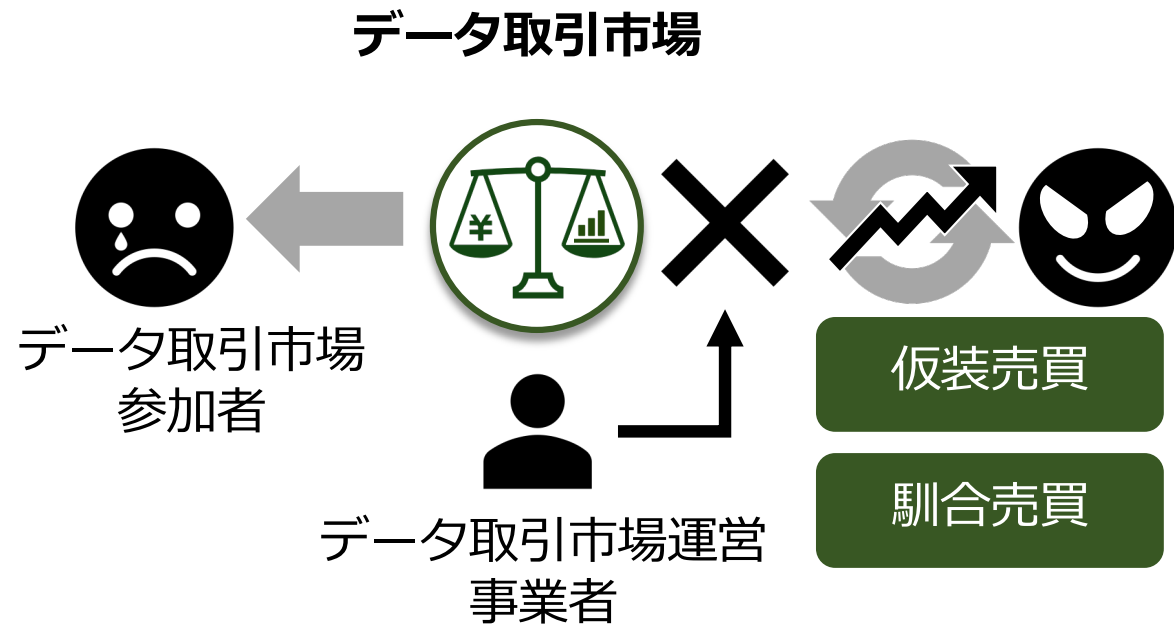 データ取引市場
¥
データ取引市場
参加者
仮装売買
馴合売買
データ取引市場運営
事業者